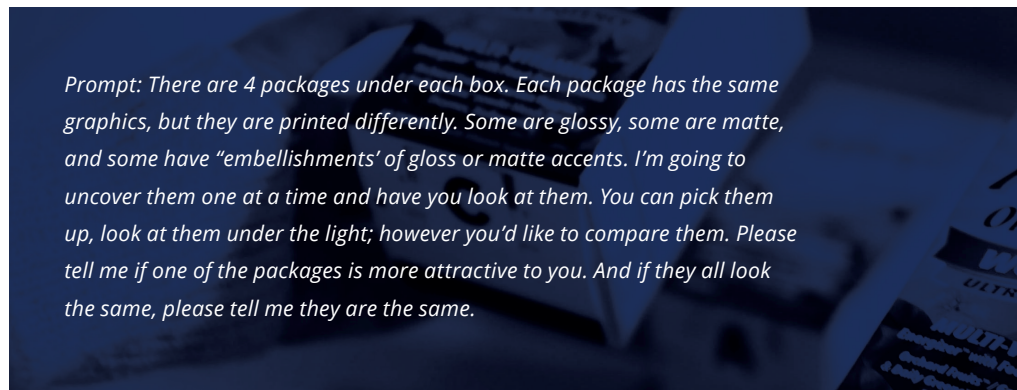 Prompt: There are 4 packages under each box. Each package has the same
graphics, but they are printed differently. Some are glossy, some are matte,
and some have “embellishments’ of gloss or matte accents. I’m going to
uncover them one at a time and have you look at them. You can pick them
up, look at them under the light; however you’d like to compare them. Please
tell me if one of the packages is more attractive to you. And if they all look
the same, please tell me they are the same.
ULTR
MULTI-